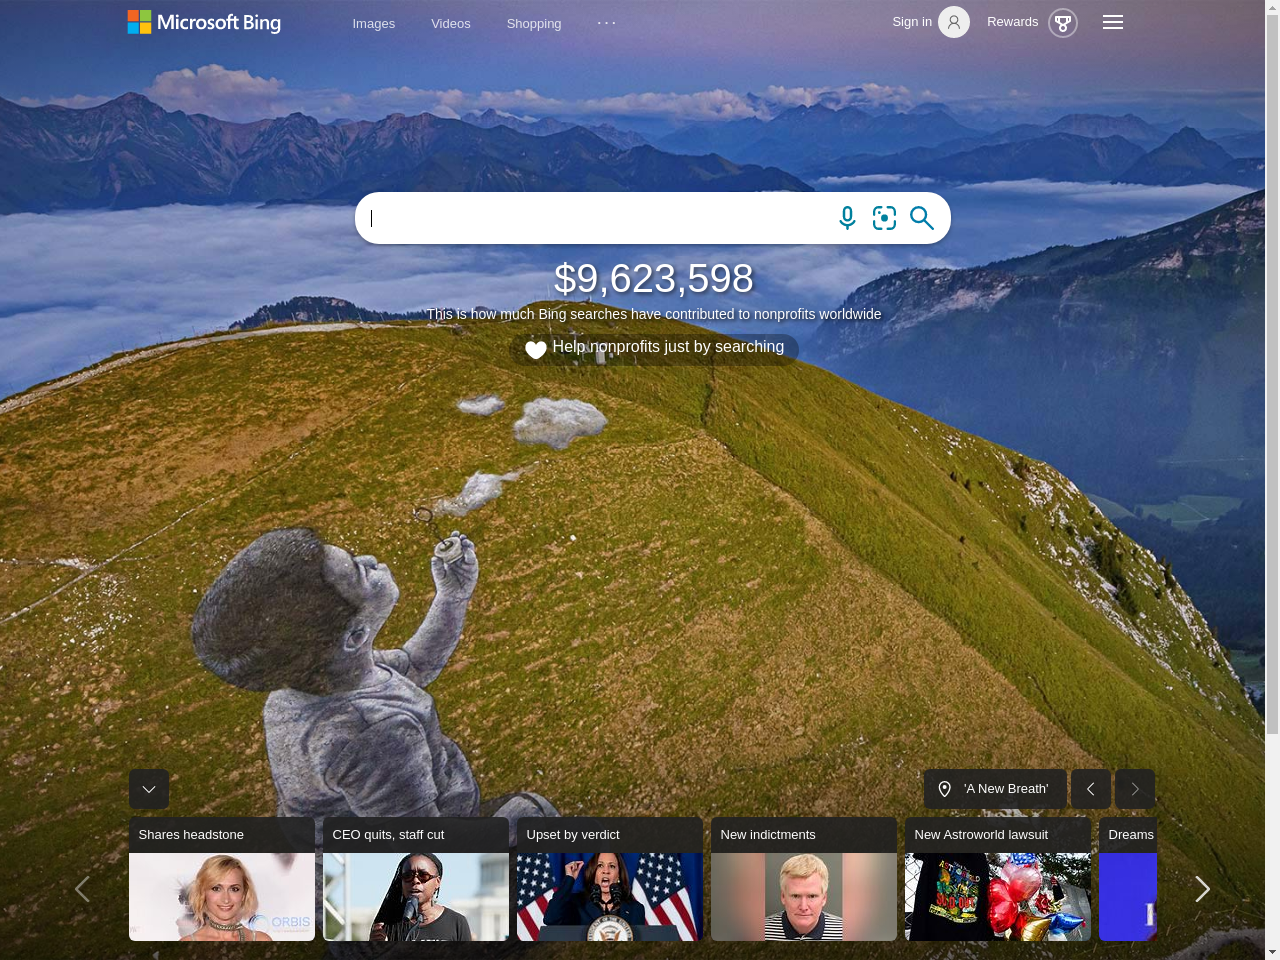 Microsoft Bing
Images Videos Shopping ...
Sign in Rewards
$9,623,598
This is how much Bing searches have contributed to nonprofits worldwide
Help nonprofits just by searching
'A New Breath'
Shares headstone CEO quits, staff cut Upset by verdict New indictments New Astroworld lawsuit Dreams
ORBIS